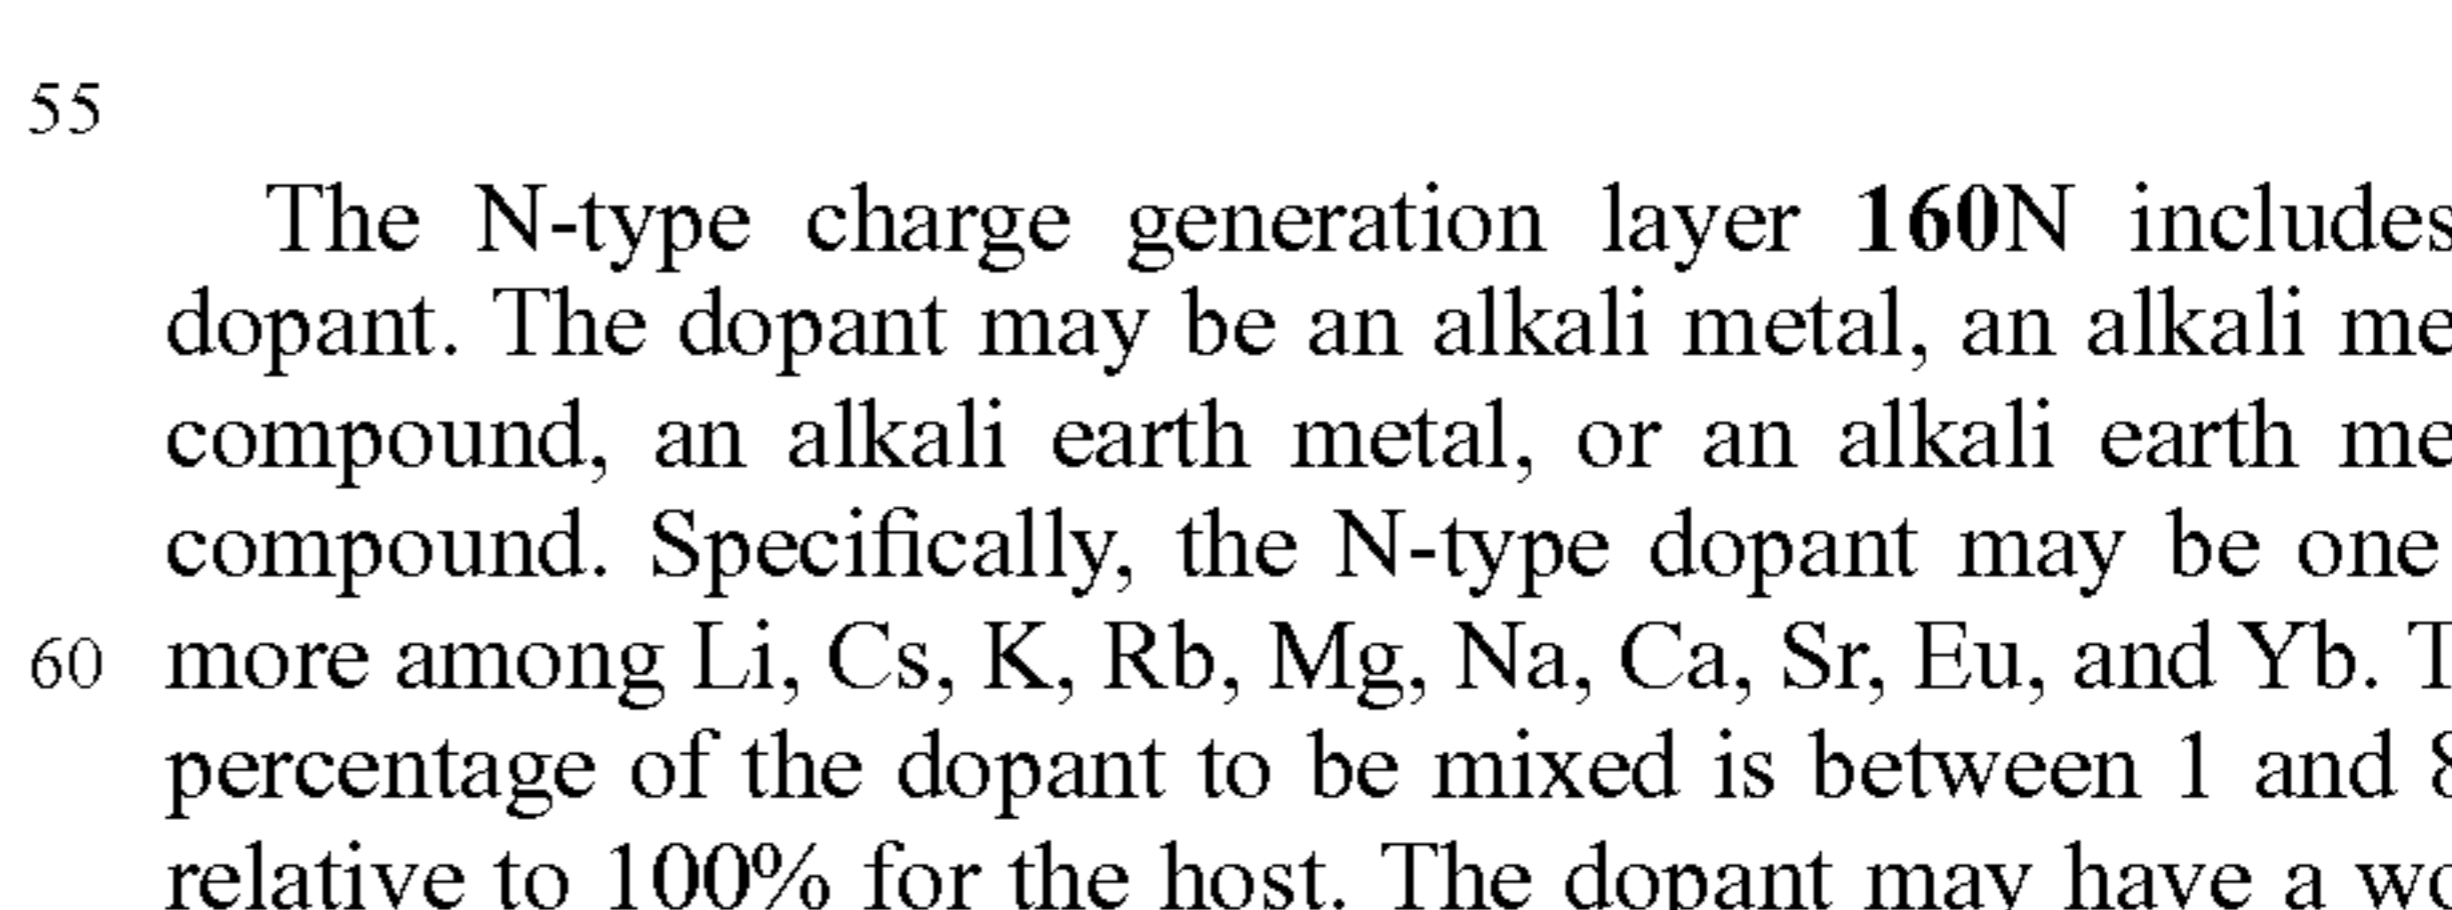 55
The N-type charge generation layer 160N includes
dopant. The dopant may be an alkali metal, an alkali
compound, an alkali earth metal, or an alkali earth
compound. Specifically, the N-type dopant may be one
60 more among Li, Cs, K, Rb, Mg, Na, Ca, Sr, Eu, and Yb.
percentage of the dopant to be mixed is between 1 and
relative to 100% for the host. The dopant may have a